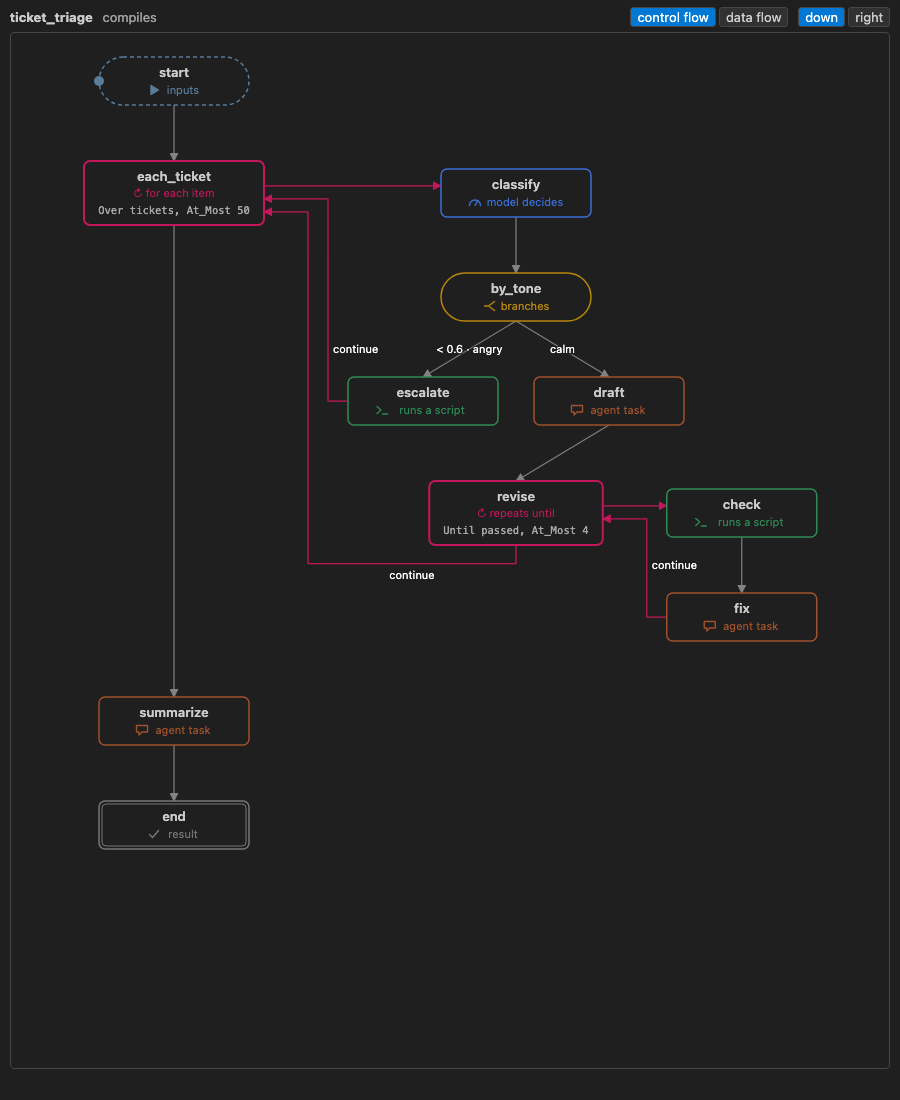 ticket_triage compiles
control flow data flow down right
start
inputs
each_ticket
for each item
Over tickets, At_Most 50
classify
model decides
by_tone
branches
continue
< 0.6 · angry
calm
escalate
runs a script
draft
agent task
revise
repeats until
Until passed, At_Most 4
check
runs a script
continue
continue
fix
agent task
summarize
agent task
end
result